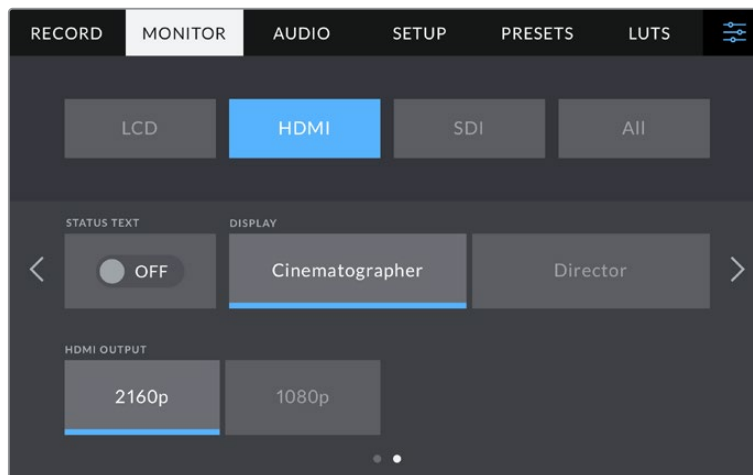 RECORD MONITOR AUDIO SETUP PRESETS LUTS
LCD HDMI SDI All
STATUS TEXT DISPLAY
OFF Cinematographer Director
HDMI OUTPUT
2160p 1080p